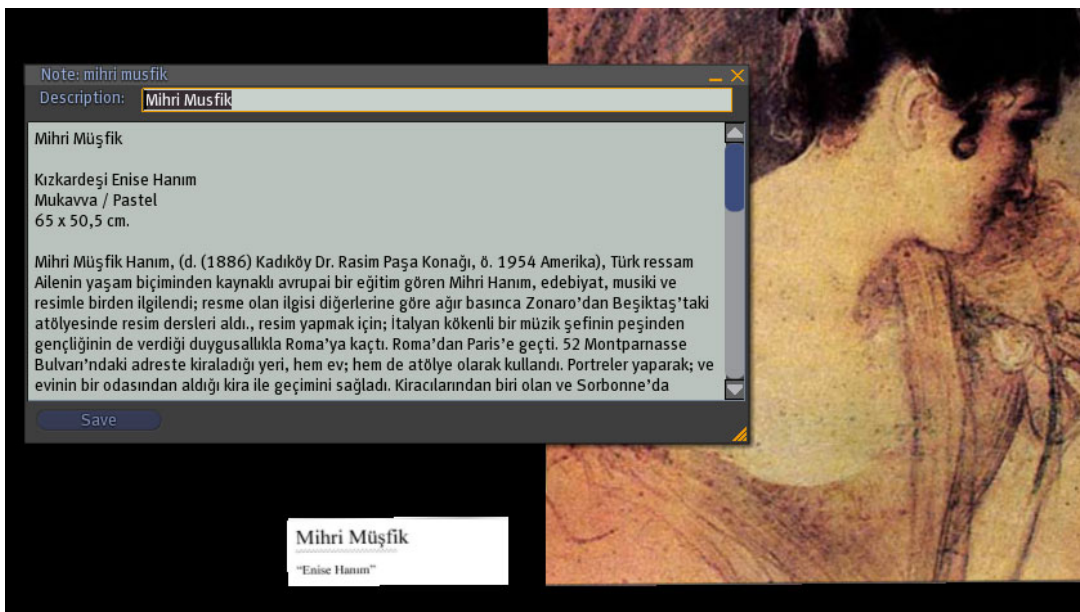 Note: mihri musfik
Description: Mihri Musfik
Mihri Müşfik
Kızkardeşi Enise Hanım
Mukavva / Pastel
65 x 50,5 cm.
Mihri Müşfik Hanım, (d. (1886) Kadıköy Dr. Rasim Paşa Konağı, ö. 1954 Amerika), Türk ressam
Ailenin yaşam biçiminden kaynaklı avrupai bir eğitim gören Mihri Hanım, edebiyat, musiki ve
resimle birden ilgilendi; resme olan ilgisi diğerlerine göre ağır basınca Zonaro’dan Beşiktaş’taki
atölyesinde resim dersleri aldı., resim yapmak için; İtalyan kökenli bir müzik şefinin peşinden
gençliğinin de verdiği duygusallıkla Roma’ya kaçtı. Roma’dan Paris’e geçti. 52 Montparnasse
Bulvarı’ndaki adreste kiraladığı yeri, hem ev; hem de atölye olarak kullandı. Portreler yaparak; ve
evinin bir odasından aldığı kira ile geçimini sağladı. Kiracılarından biri olan ve Sorbonne’da
Save
Mihri Müşfik
“Enise Hanım”